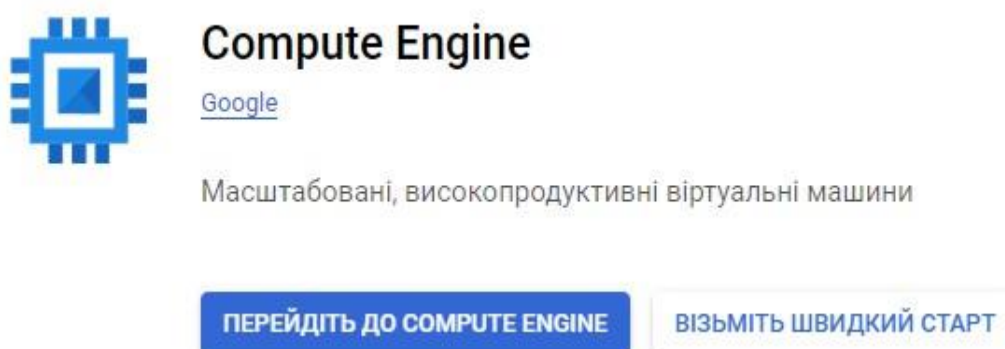 Compute Engine
Google
Масштабовані, високопродуктивні віртуальні машини
ПЕРЕЙДІТЬ ДО COMPUTE ENGINE
ВІЗЬМІТЬ ШВИДКИЙ СТАРТ